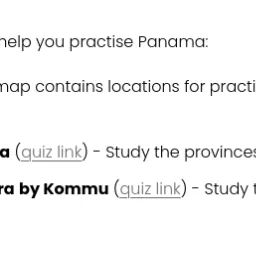 help you practise Panama:
map contains locations for practi
a (quiz link) - Study the provinces
ra by Kommu (quiz link) - Study t